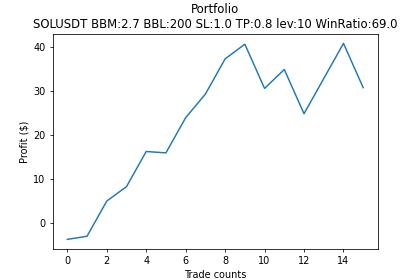 Portfolio
SOLUSDT BBM:2.7 BBL:200 SL:1.0 TP:0.8 lev:10 WinRatio:69.0
40
30
20
10
0
Profit ($)
0 2 4 6 8 10 12 14
Trade counts